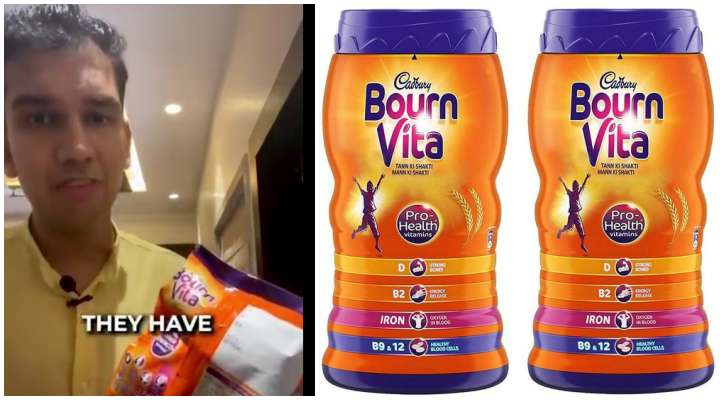 Bourn
Vita
THEY HAVE
Cadbury
Bourn
Vita
TANN KI SHAKTI
MANN KI SHAKTI
Pro-
Health
vitamins
D STRONG
BONES
B2 ENERGY
RELEASE
IRON OXYGEN
IN BLOOD
B9 & 12 HEALTHY
BLOOD CELLS
Cadbury
Bourn
Vita
TANN KI SHAKTI
MANN KI SHAKTI
Pro-
Health
vitamins
D STRONG
BONES
B2 ENERGY
RELEASE
IRON OXYGEN
IN BLOOD
B9 & 12 HEALTHY
BLOOD CELLS